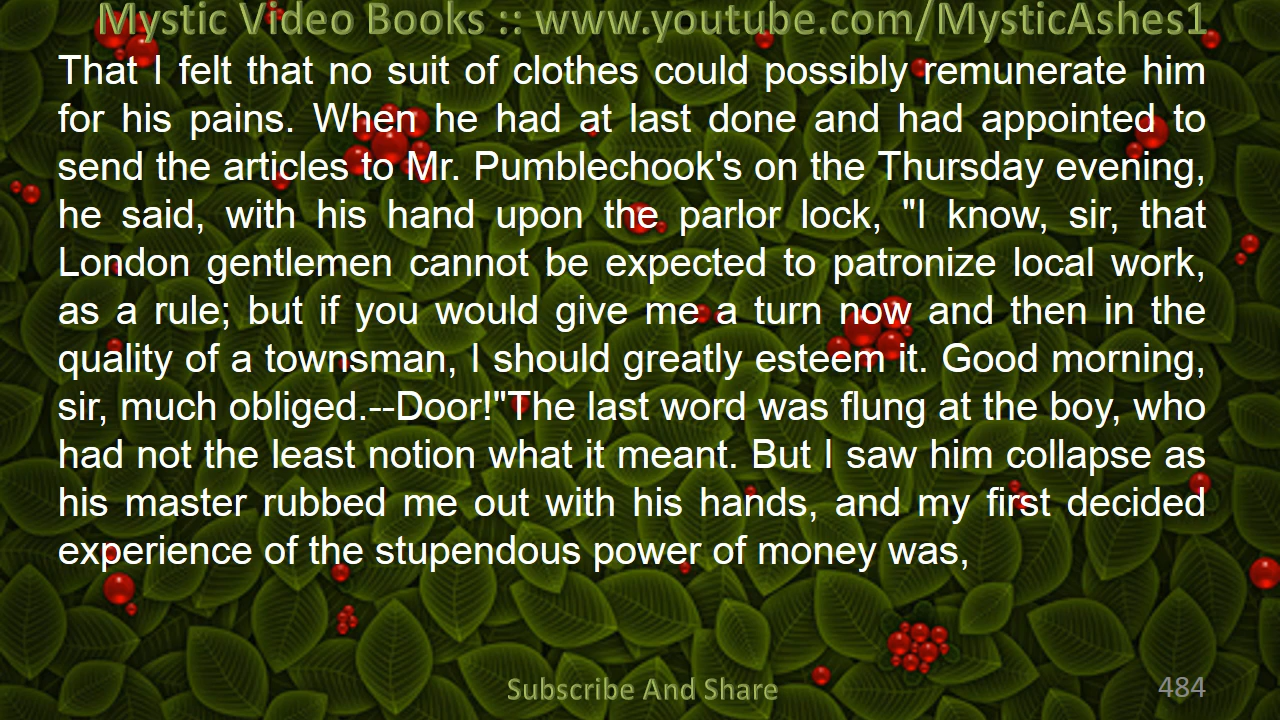 Mystic Video Books :: www.youtube.com/MysticAshes1
That I felt that no suit of clothes could possibly remunerate him
for his pains. When he had at last done and had appointed to
send the articles to Mr. Pumblechook's on the Thursday evening,
he said, with his hand upon the parlor lock, "I know, sir, that
London gentlemen cannot be expected to patronize local work,
as a rule; but if you would give me a turn now and then in the
quality of a townsman, I should greatly esteem it. Good morning,
sir, much obliged.--Door!"The last word was flung at the boy, who
had not the least notion what it meant. But I saw him collapse as
his master rubbed me out with his hands, and my first decided
experience of the stupendous power of money was,
Subscribe And Share
484